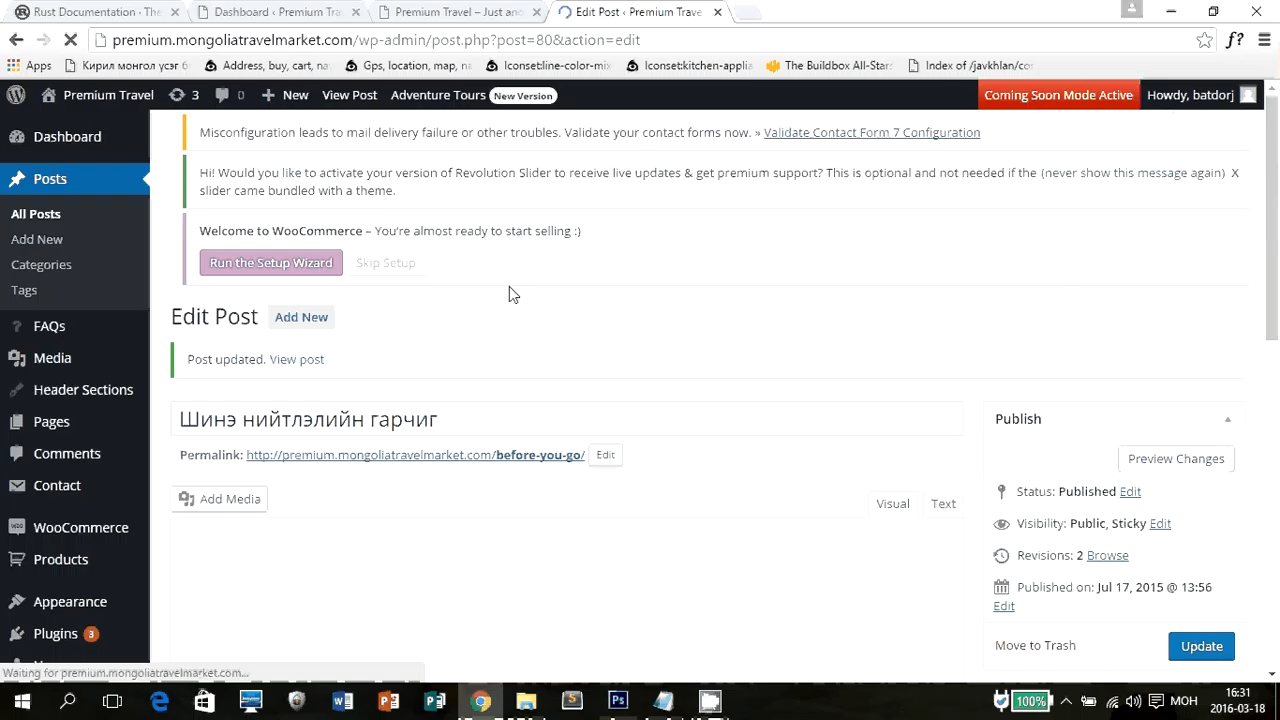 Rust Documentation - The
Dashboard ‹ Premium Tra
Premium Travel – Just ano
Edit Post ‹ Premium Trave
premium.mongoliatravelmarket.com/wp-admin/post.php?post=80&action=edit
f?
Apps
Кирил монгол үсэг б
Address, buy, cart, na
Gps, location, map, na
Iconset:line-color-mix
Iconset:kitchen-applia
The Buildbox All-Star
Index of /javkhlan/co
Premium Travel
3
0
New
View Post
Adventure Tours
New Version
Coming Soon Mode Active
Howdy, batdorj
Dashboard
Posts
All Posts
Add New
Categories
Tags
FAQs
Media
Header Sections
Pages
Comments
Contact
WooCommerce
Products
Appearance
Plugins 3
Misconfiguration leads to mail delivery failure or other troubles. Validate your contact forms now. » Validate Contact Form 7 Configuration
Hi! Would you like to activate your version of Revolution Slider to receive live updates & get premium support? This is optional and not needed if the (never show this message again) X
slider came bundled with a theme.
Welcome to WooCommerce – You're almost ready to start selling :)
Run the Setup Wizard
Skip Setup
Edit Post
Add New
Post updated. View post
Шинэ нийтлэлийн гарчиг
Permalink: http://premium.mongoliatravelmarket.com/before-you-go/
Edit
Add Media
Visual
Text
Publish
Preview Changes
Status: Published Edit
Visibility: Public, Sticky Edit
Revisions: 2 Browse
Published on: Jul 17, 2015 @ 13:56
Edit
Move to Trash
Update
Waiting for premium.mongoliatravelmarket.com...
100%
МОН
16:31
2016-03-18